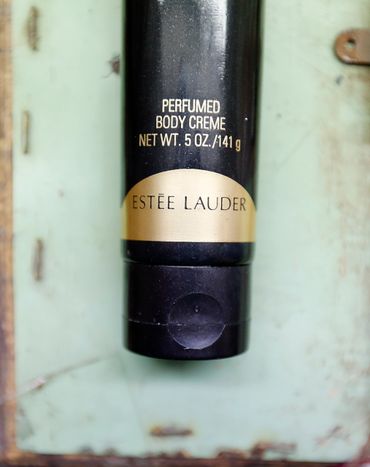 PERFUMED
BODY CREME
NET WT. 5 OZ./141 g
ESTĒE LAUDER